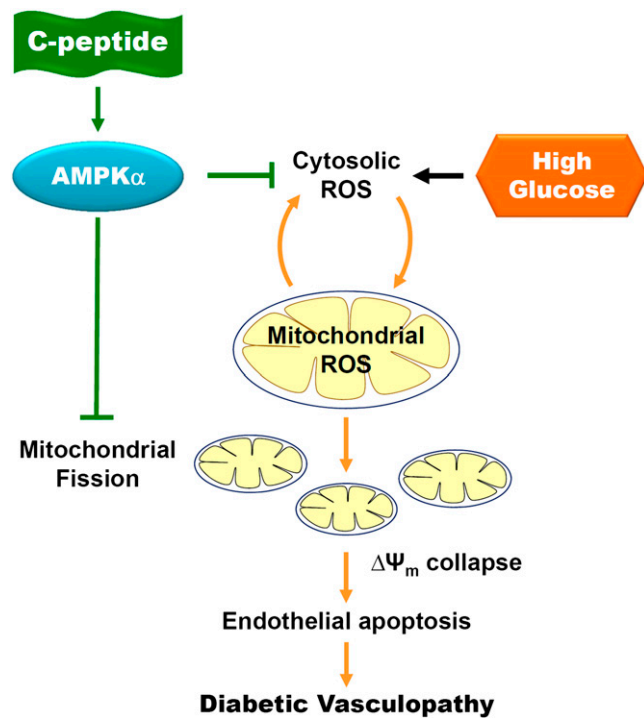 C-peptide
AMPKα
Cytosolic
ROS
High
Glucose
Mitochondrial
ROS
Mitochondrial
Fission
ΔΨm collapse
Endothelial apoptosis
Diabetic Vasculopathy